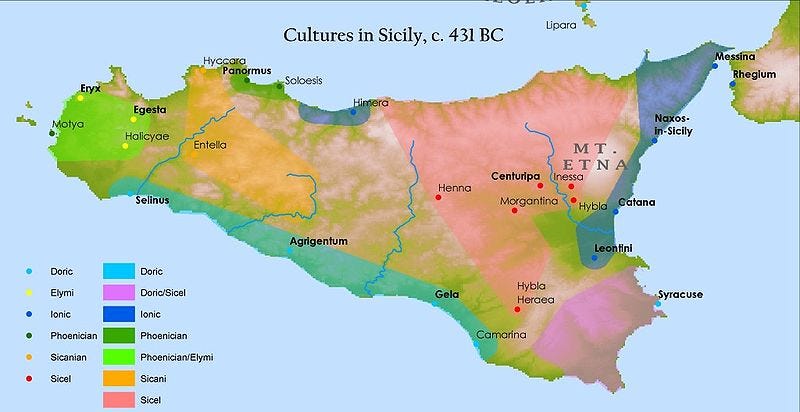 Lipara
Cultures in Sicily, c. 431 BC
Hyccara
Panormus
Soloesis
Messina
Rhegium
Eryx
Egesta
Himera
Motya
Halicyae
Naxos-
in-Sicily
Entella
MT.
ETNA
Centuripa
Inessa
Henna
Morgantina
Hybla
Catana
Selinus
Agrigentum
Leontini
Gela
Hybla
Heraea
Syracuse
Camarina
Doric
Doric
Elymi
Doric/Sicel
Ionic
Ionic
Phoenician
Phoenician
Sicanian
Phoenician/Elymi
Sicel
Sicani
Sicel